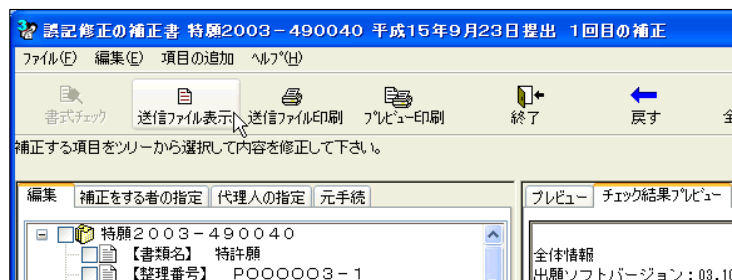 誤記修正の補正書 特願2003-490040 平成15年9月23日提出 1回目の補正
ファイル(F) 編集(E) 項目の追加 ヘルプ(H)
書式チェック 送信ファイル表示 送信ファイル印刷 プレビュー印刷 終了 戻す 全
補正する項目をツリーから選択して内容を修正して下さい。
編集 補正をする者の指定 代理人の指定 元手続 プレビュー チェック結果プレビュー
特願2003-490040
【書類名】 特許願 全体情報
【整理番号】 P000003-1 出願ソフトバージョン:03.10